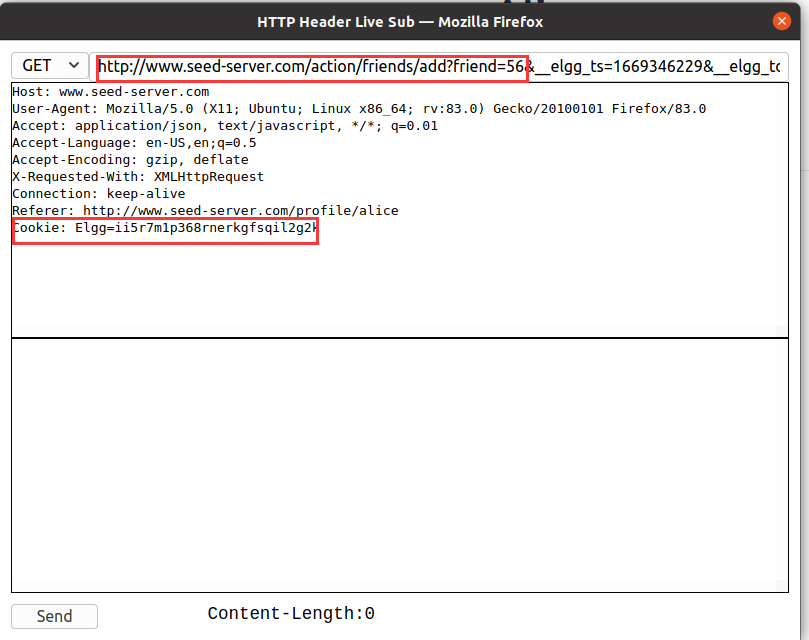 HTTP Header Live Sub — Mozilla Firefox
GET http://www.seed-server.com/action/friends/add?friend=56&__elgg_ts=1669346229&__elgg_to
Host: www.seed-server.com
User-Agent: Mozilla/5.0 (X11; Ubuntu; Linux x86_64; rv:83.0) Gecko/20100101 Firefox/83.0
Accept: application/json, text/javascript, */*; q=0.01
Accept-Language: en-US,en;q=0.5
Accept-Encoding: gzip, deflate
X-Requested-With: XMLHttpRequest
Connection: keep-alive
Referer: http://www.seed-server.com/profile/alice
Cookie: Elgg=ii5r7m1p368rnerkgfsqil2g2k
Send Content-Length:0